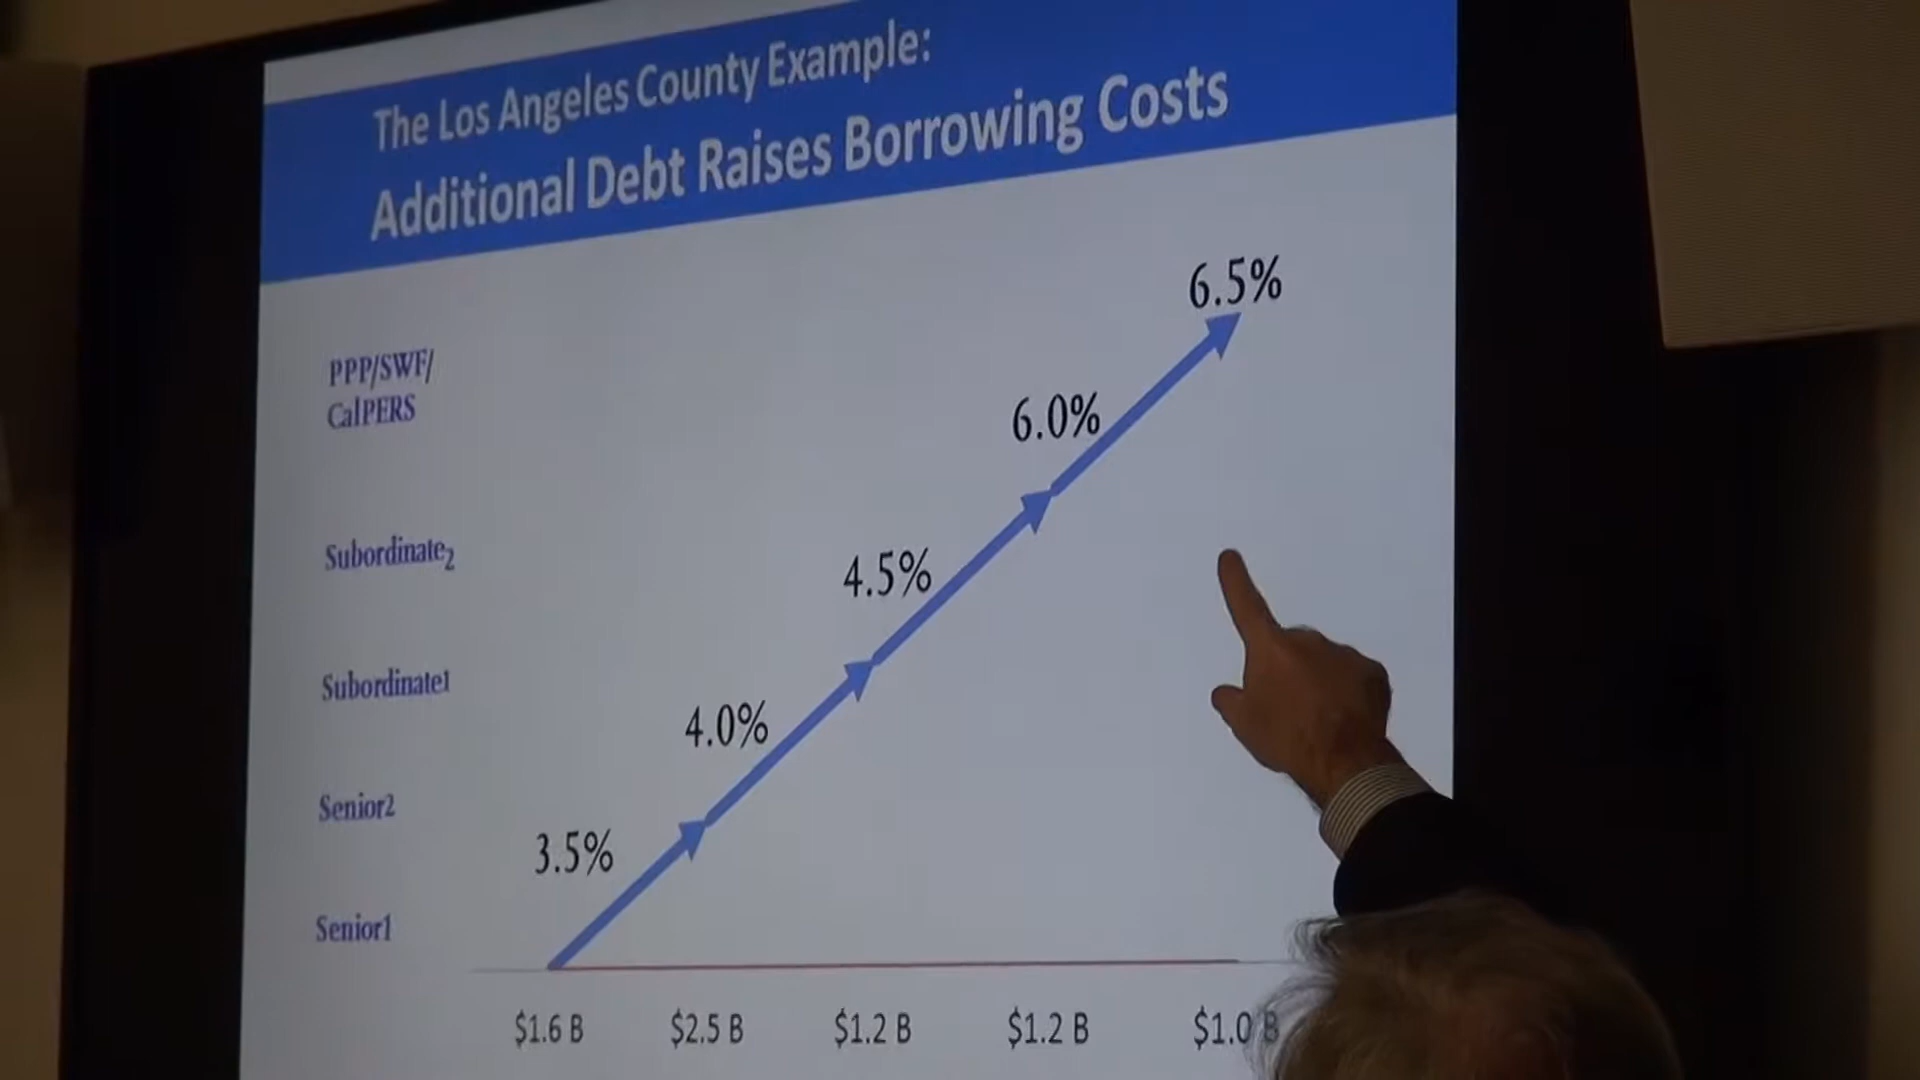 The Los Angeles County Example:
Additional Debt Raises Borrowing Costs
6.5%
PPP/SWF/
CalPERS
6.0%
Subordinate2
4.5%
Subordinate1
4.0%
Senior2
3.5%
Senior1
$1.6 B
$2.5 B
$1.2 B
$1.2 B
$1.0 B